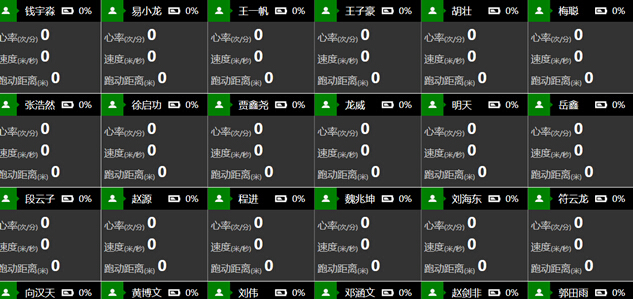 钱宇淼 0% 易小龙 0% 王一帆 0% 王子豪 0% 胡壮 0% 梅聪 0%
心率(次/分) 0 心率(次/分) 0 心率(次/分) 0 心率(次/分) 0 心率(次/分) 0 心率(次/分) 0
速度(米/秒) 0 速度(米/秒) 0 速度(米/秒) 0 速度(米/秒) 0 速度(米/秒) 0 速度(米/秒) 0
跑动距离(米) 0 跑动距离(米) 0 跑动距离(米) 0 跑动距离(米) 0 跑动距离(米) 0 跑动距离(米) 0
张浩然 0% 徐启功 0% 贾鑫尧 0% 龙威 0% 明天 0% 岳鑫 0%
心率(次/分) 0 心率(次/分) 0 心率(次/分) 0 心率(次/分) 0 心率(次/分) 0 心率(次/分) 0
速度(米/秒) 0 速度(米/秒) 0 速度(米/秒) 0 速度(米/秒) 0 速度(米/秒) 0 速度(米/秒) 0
跑动距离(米) 0 跑动距离(米) 0 跑动距离(米) 0 跑动距离(米) 0 跑动距离(米) 0 跑动距离(米) 0
段云子 0% 赵源 0% 程进 0% 魏兆坤 0% 刘海东 0% 符云龙 0%
心率(次/分) 0 心率(次/分) 0 心率(次/分) 0 心率(次/分) 0 心率(次/分) 0 心率(次/分) 0
速度(米/秒) 0 速度(米/秒) 0 速度(米/秒) 0 速度(米/秒) 0 速度(米/秒) 0 速度(米/秒) 0
跑动距离(米) 0 跑动距离(米) 0 跑动距离(米) 0 跑动距离(米) 0 跑动距离(米) 0 跑动距离(米) 0
向汉天 0% 黄博文 0% 刘伟 0% 邓涵文 0% 赵剑非 0% 郭田雨 0%